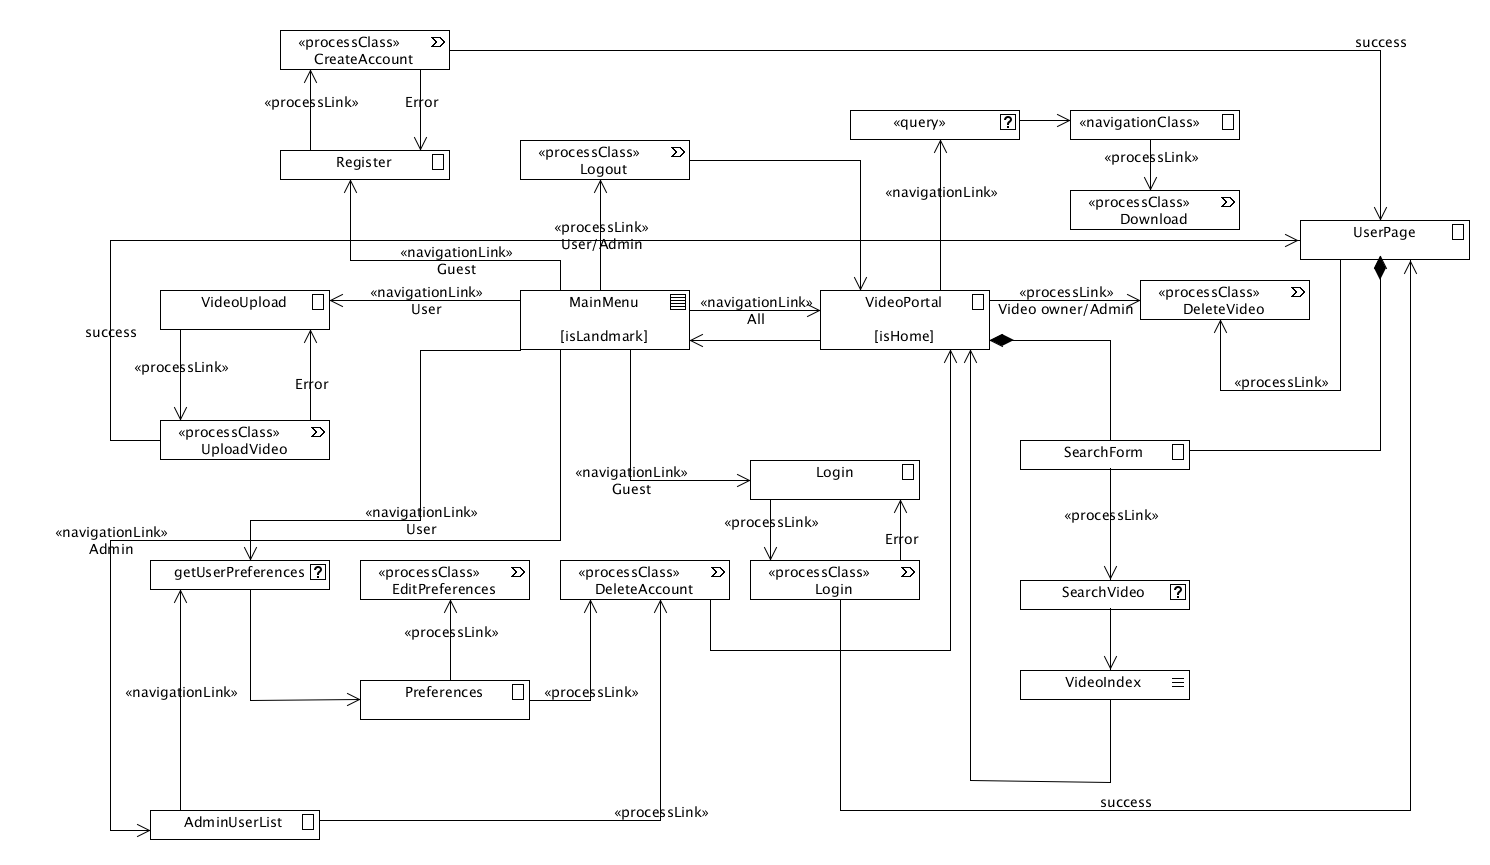 «processClass»
CreateAccount
success
«processLink»
Error
Register
«processClass»
Logout
«query»
?
«navigationClass»
«processLink»
«processClass»
Download
«navigationLink»
UserPage
«processLink»
User/Admin
«navigationLink»
Guest
VideoUpload
«navigationLink»
User
MainMenu
[isLandmark]
«navigationLink»
All
VideoPortal
[isHome]
«processLink»
Video owner/Admin
«processClass»
DeleteVideo
success
«processLink»
Error
«processLink»
«processClass»
UploadVideo
SearchForm
«navigationLink»
Guest
Login
«navigationLink»
User
«processLink»
Error
«processLink»
«navigationLink»
Admin
getUserPreferences
?
«processClass»
EditPreferences
«processClass»
DeleteAccount
«processClass»
Login
SearchVideo
?
«processLink»
«navigationLink»
Preferences
«processLink»
VideoIndex
success
«processLink»
AdminUserList